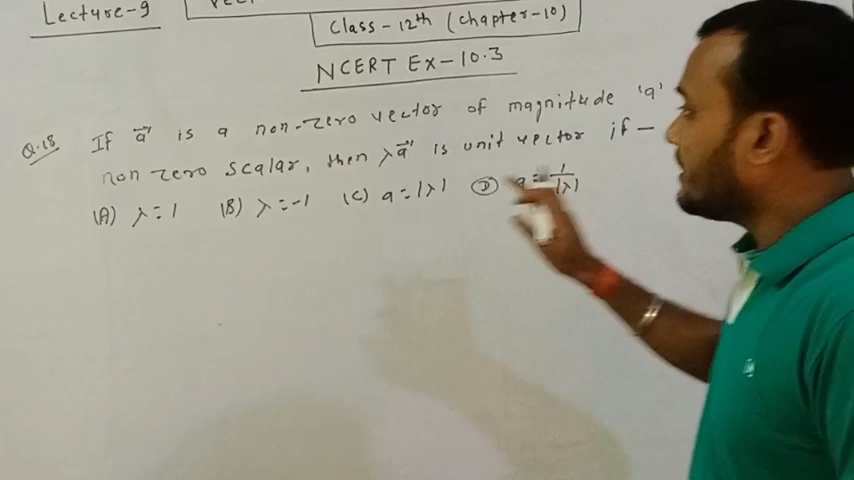 Lecture-9
Class-12th (Chapter-10)
NCERT Ex-10.3
Q.18 If a⃗ is a non-zero vector of magnitude 'a'
non zero scalar, then λa⃗ is unit vector if –
(A) λ = 1 (B) λ = -1 (C) a = |λ| (D) a = 1/|λ|